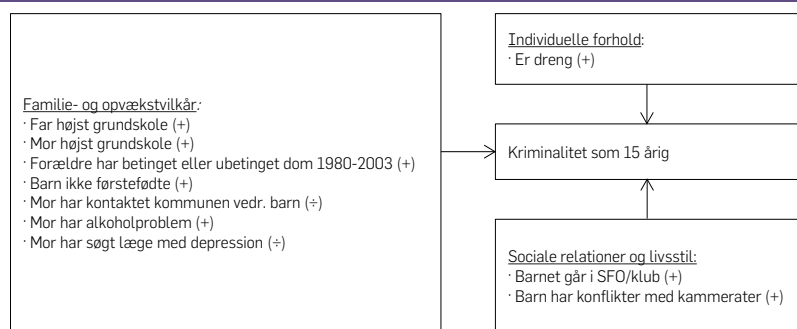 Familie- og opvækstvilkår:
· Far højst grundskole (+)
· Mor højst grundskole (+)
· Forældre har betinget eller ubetinget dom 1980-2003 (+)
· Barn ikke førstefødte (+)
· Mor har kontaktet kommunen vedr. barn (÷)
· Mor har alkoholproblem (+)
· Mor har søgt læge med depression (÷)
Individuelle forhold:
· Er dreng (+)
Kriminalitet som 15 årig
Sociale relationer og livsstil:
· Barnet går i SFO/klub (+)
· Barn har konflikter med kammerater (+)